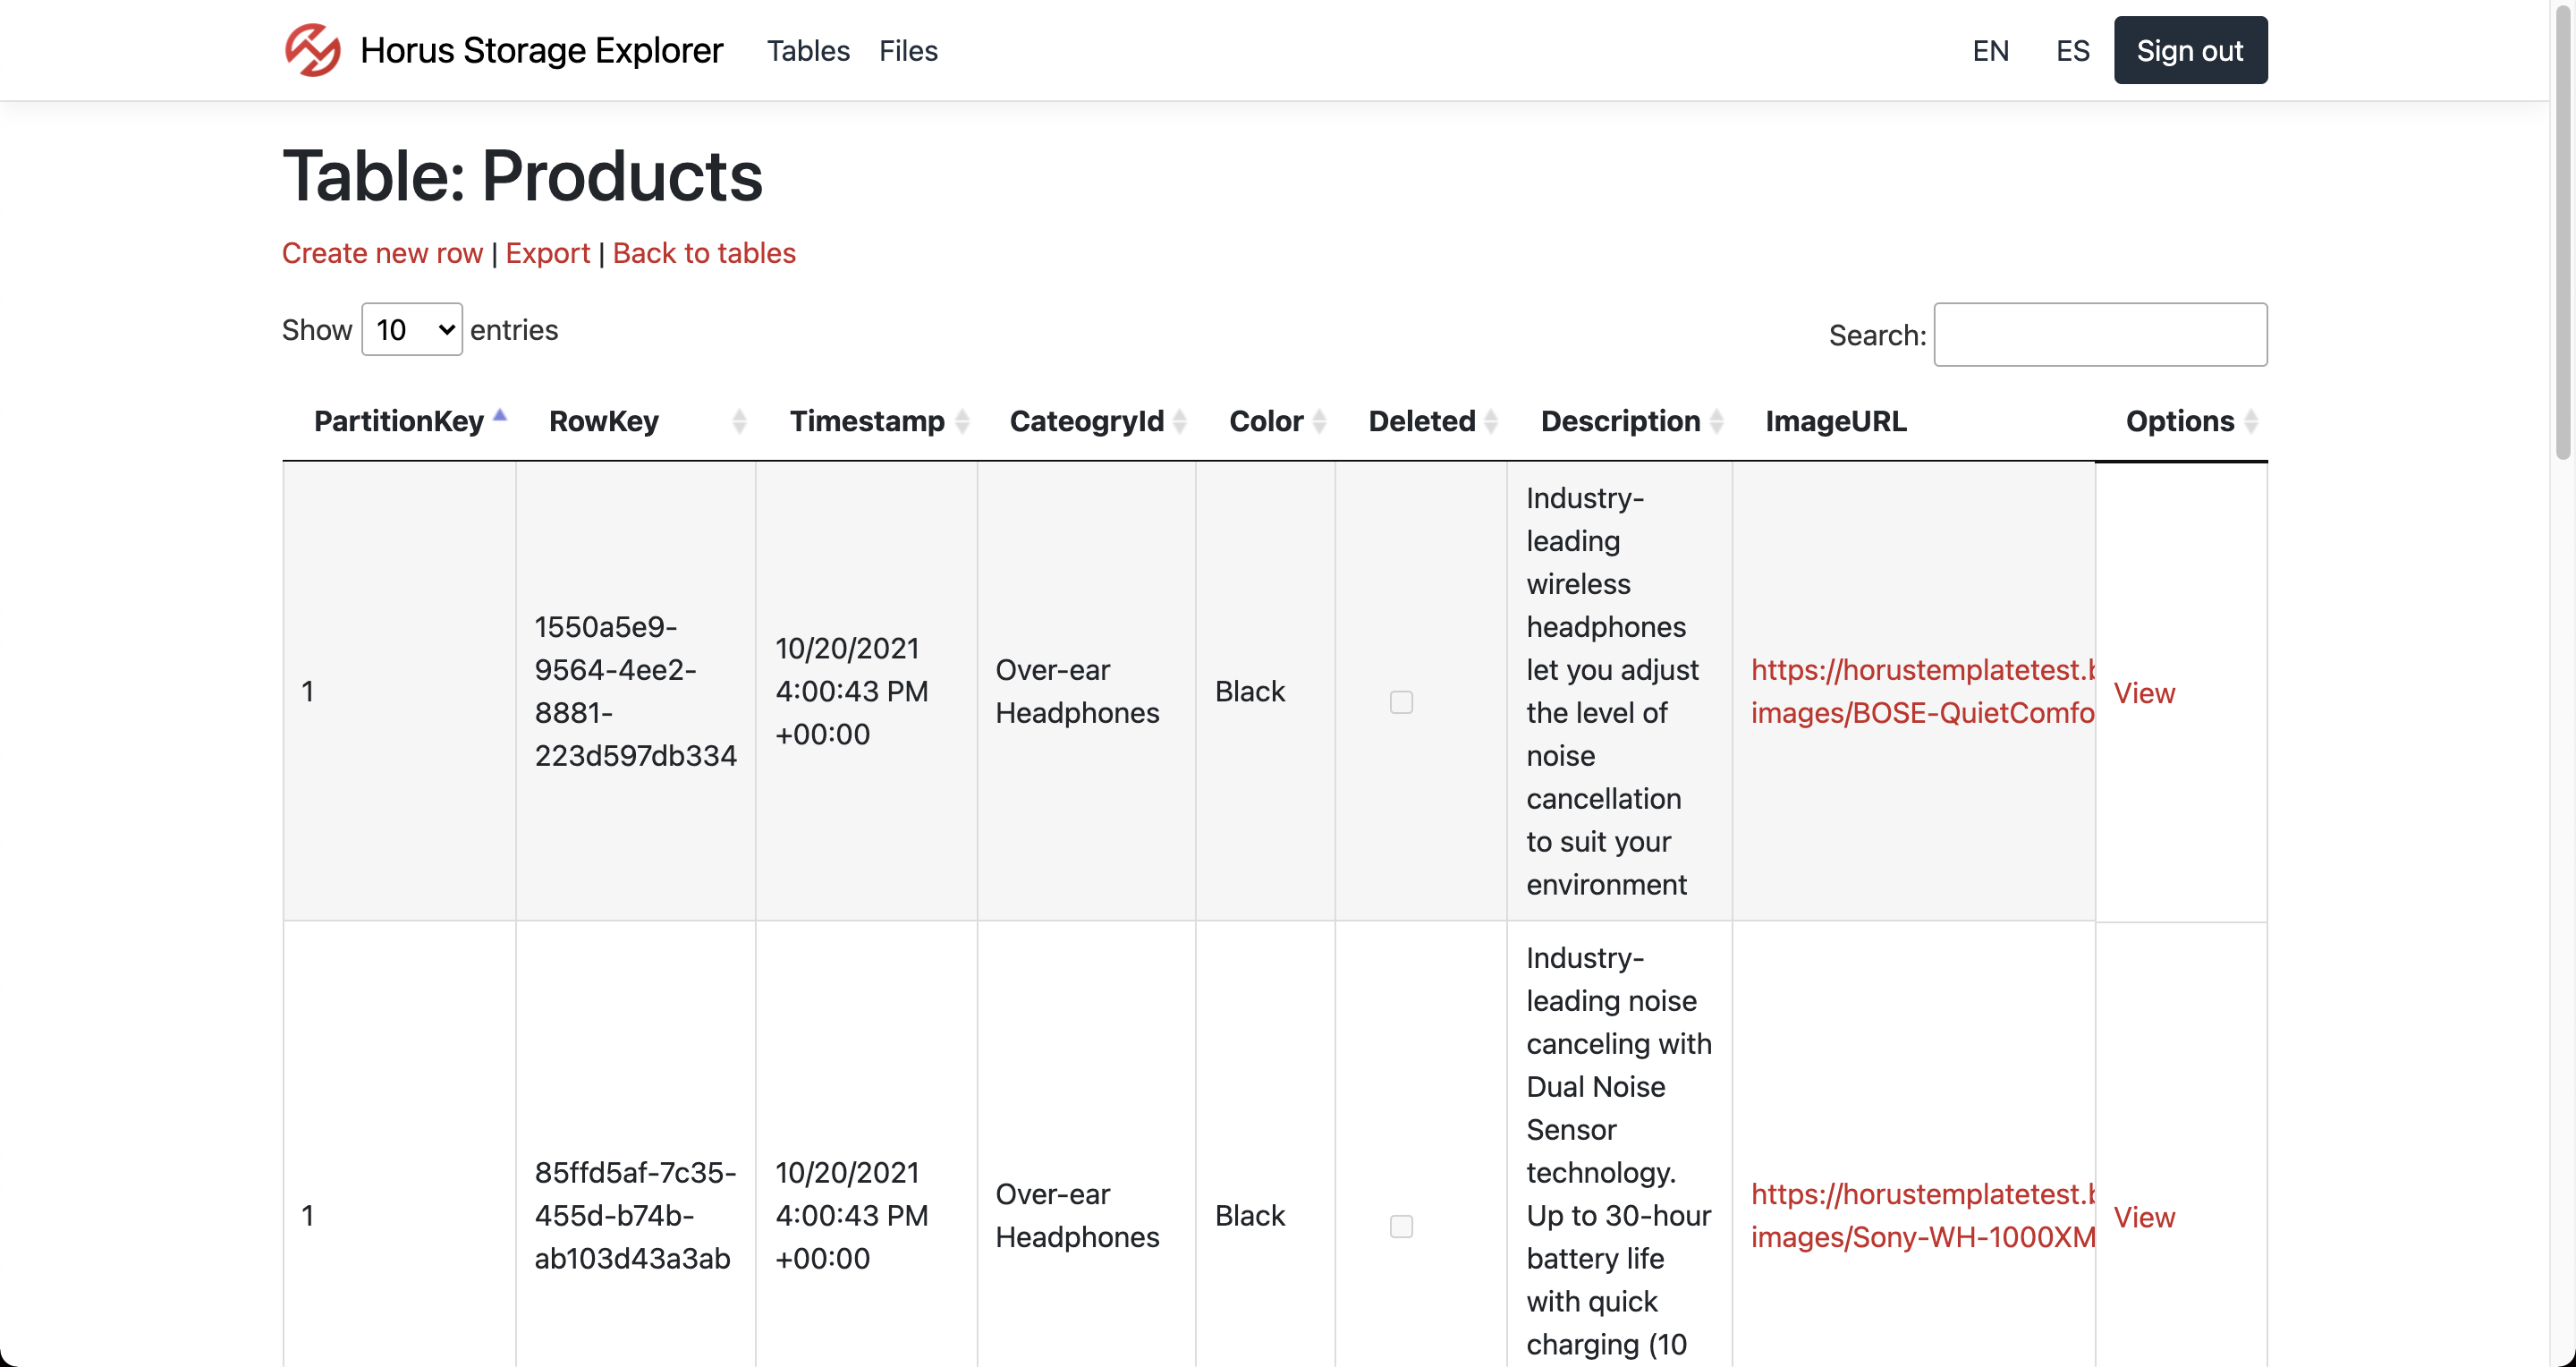 Horus Storage Explorer Tables Files EN ES Sign out
Table: Products
Create new row | Export | Back to tables
Show 10 entries Search:
PartitionKey RowKey Timestamp CateogryId Color Deleted Description ImageURL Options
1
1550a5e9-
9564-4ee2-
8881-
223d597db334
10/20/2021
4:00:43 PM
+00:00
Over-ear
Headphones
Black
Industry-
leading
wireless
headphones
let you adjust
the level of
noise
cancellation
to suit your
environment
https://horustemplatetest.b
images/BOSE-QuietComfo
View
1
85ffd5af-7c35-
455d-b74b-
ab103d43a3ab
10/20/2021
4:00:43 PM
+00:00
Over-ear
Headphones
Black
Industry-
leading noise
canceling with
Dual Noise
Sensor
technology.
Up to 30-hour
battery life
with quick
charging (10
https://horustemplatetest.b
images/Sony-WH-1000XM
View